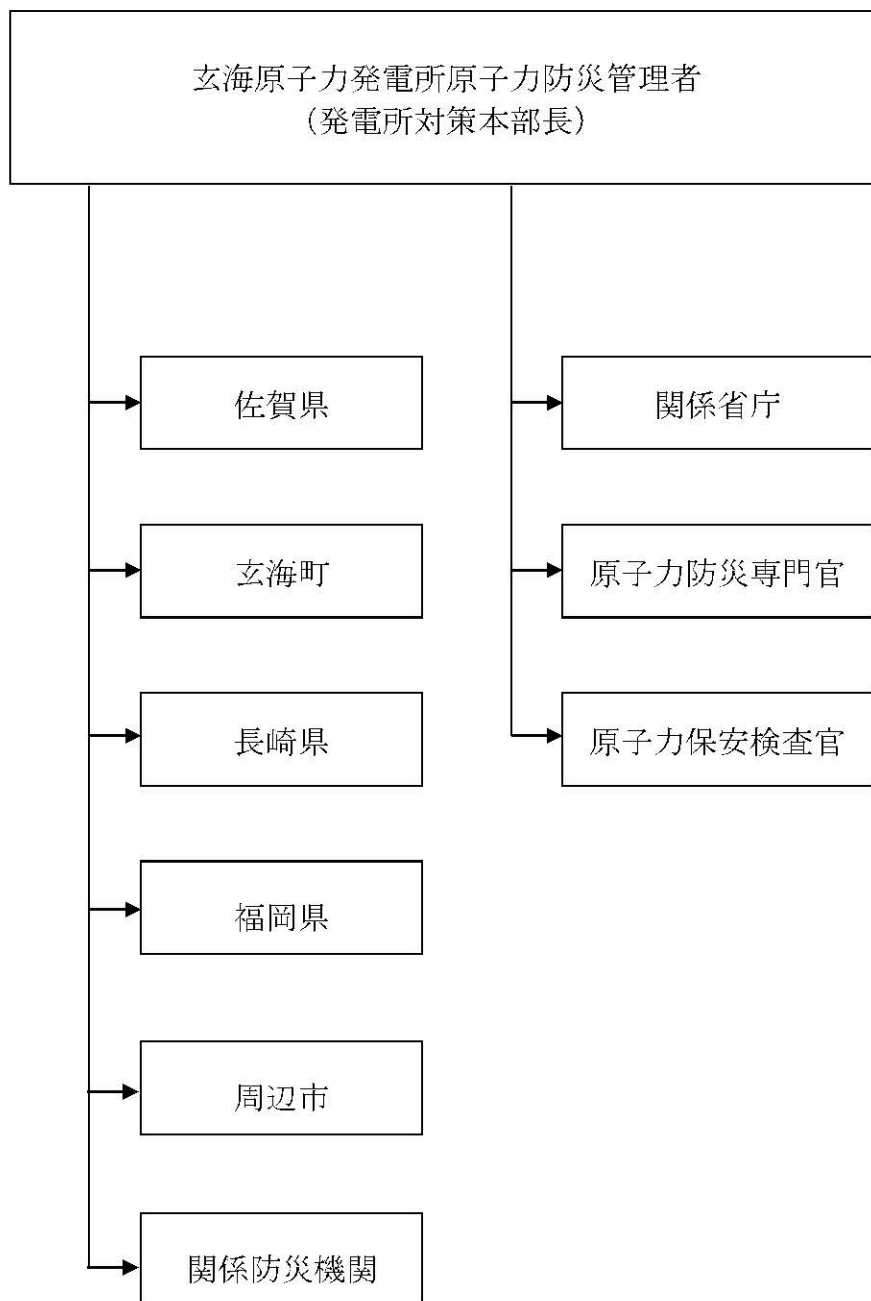 玄海原子力発電所原子力防災管理者
（発電所対策本部長）
佐賀県
玄海町
長崎県
福岡県
周辺市
関係防災機関
関係省庁
原子力防災専門官
原子力保安検査官